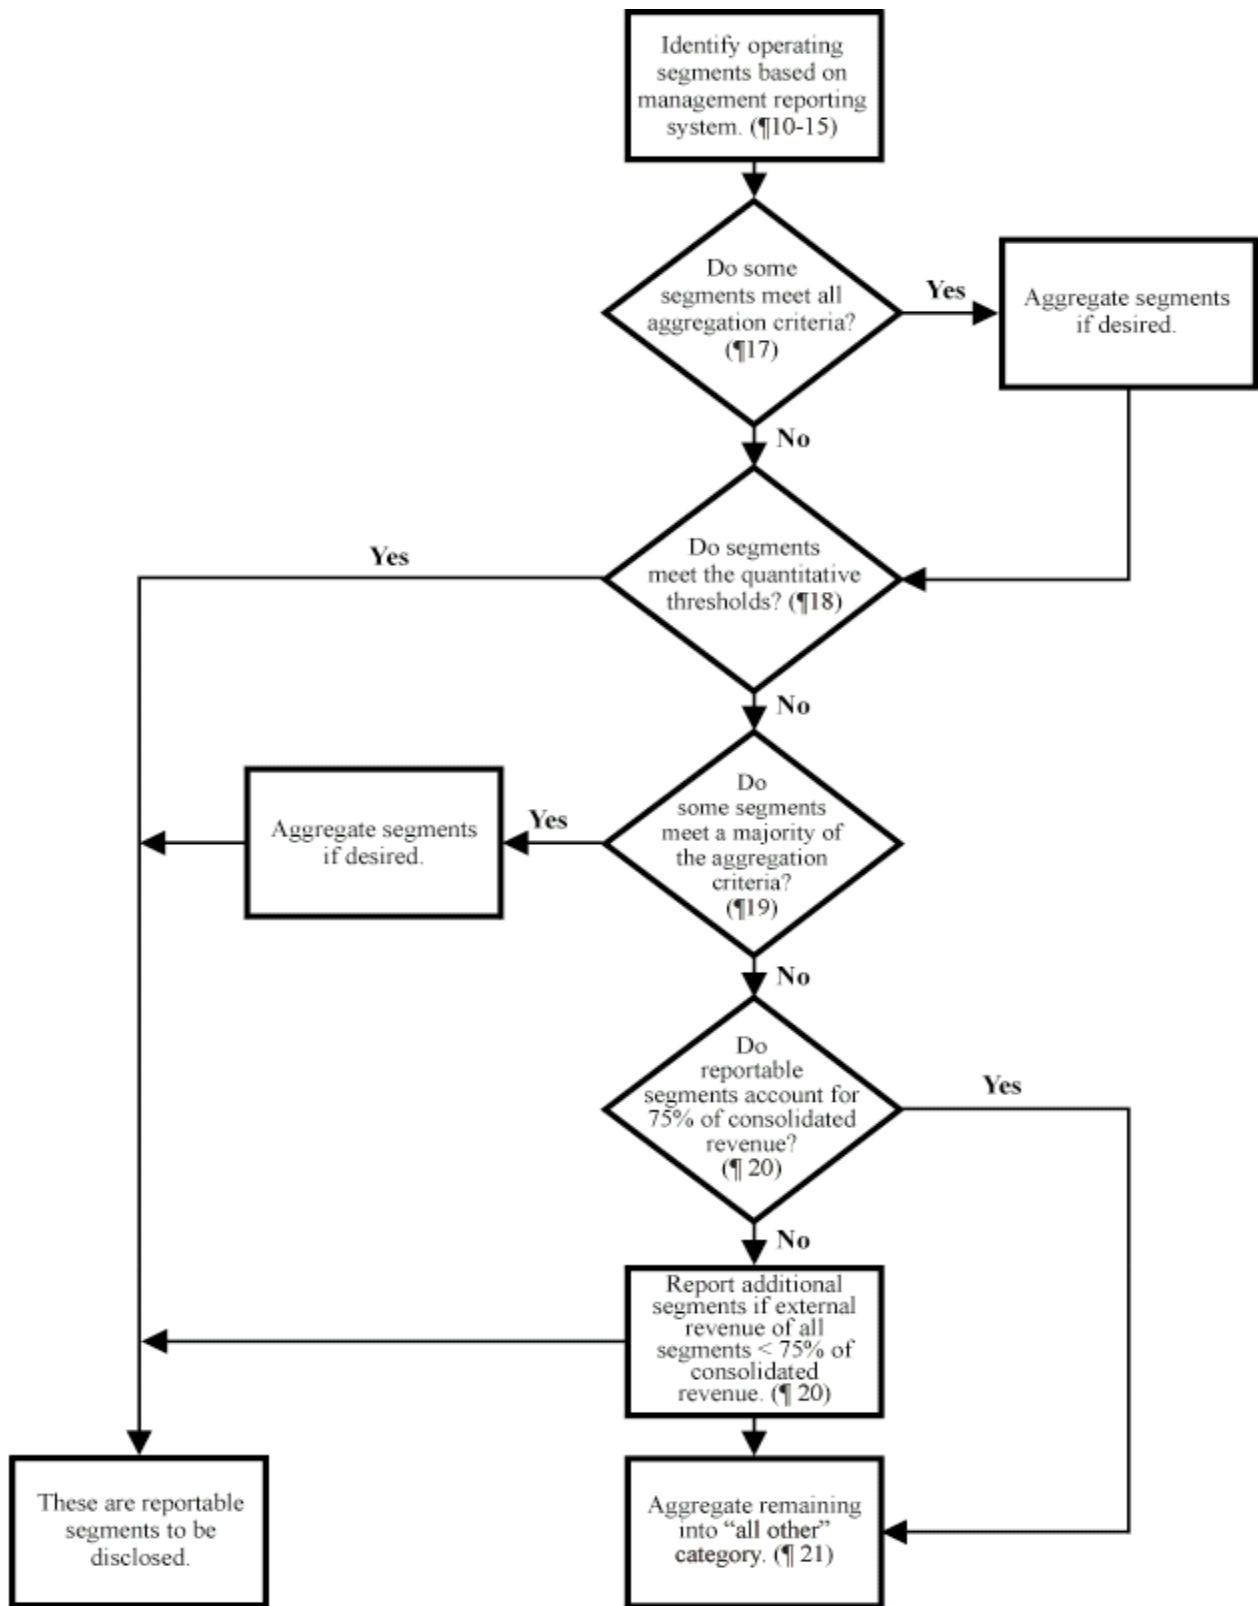 Identify operating
segments based on
management reporting
system. (¶10-15)
Do some
segments meet all
aggregation criteria?
(¶17)
Yes
Aggregate segments
if desired.
No
Do segments
meet the quantitative
thresholds? (¶18)
Yes
No
Do
some segments
meet a majority of
the aggregation
criteria?
(¶19)
Yes
Aggregate segments
if desired.
No
Do
reportable
segments account for
75% of consolidated
revenue?
(¶ 20)
Yes
No
Report additional
segments if external
revenue of all
segments < 75% of
consolidated
revenue. (¶ 20)
These are reportable
segments to be
disclosed.
Aggregate remaining
into “all other”
category. (¶ 21)